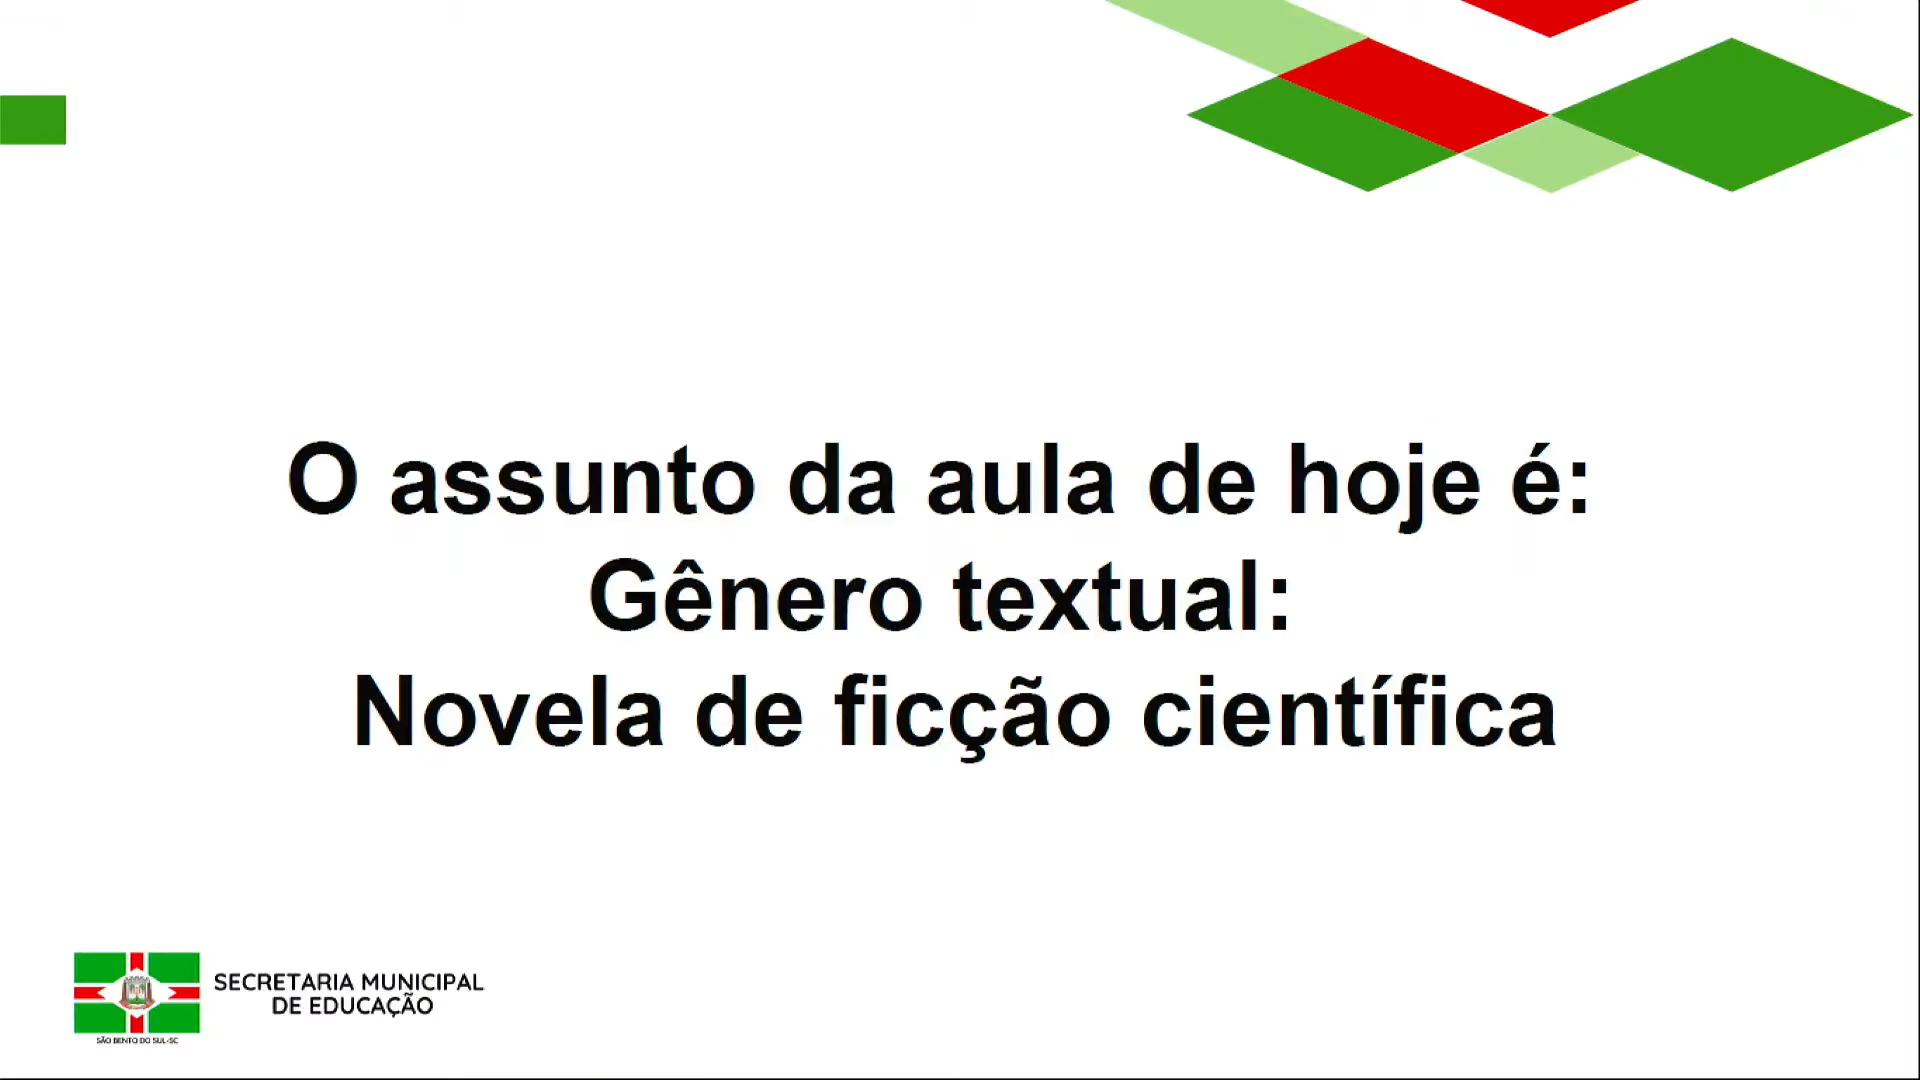 O assunto da aula de hoje é:
Gênero textual:
Novela de ficção científica
SECRETARIA MUNICIPAL
DE EDUCAÇÃO
SÃO BENTO DO SUL-SC